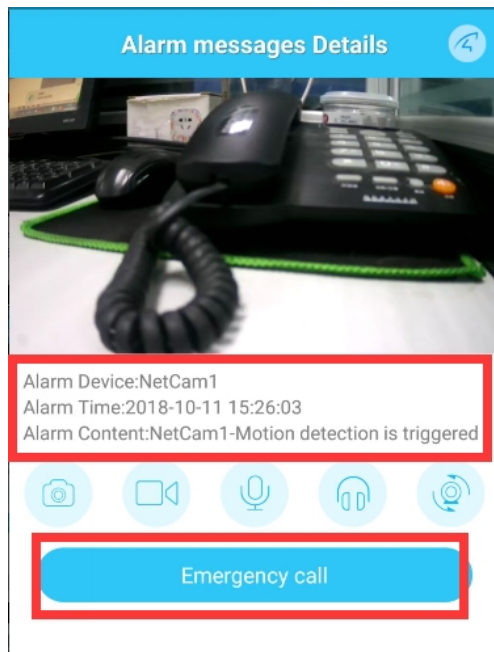 Alarm messages Details
Alarm Device:NetCam1
Alarm Time:2018-10-11 15:26:03
Alarm Content:NetCam1-Motion detection is triggered
Emergency call